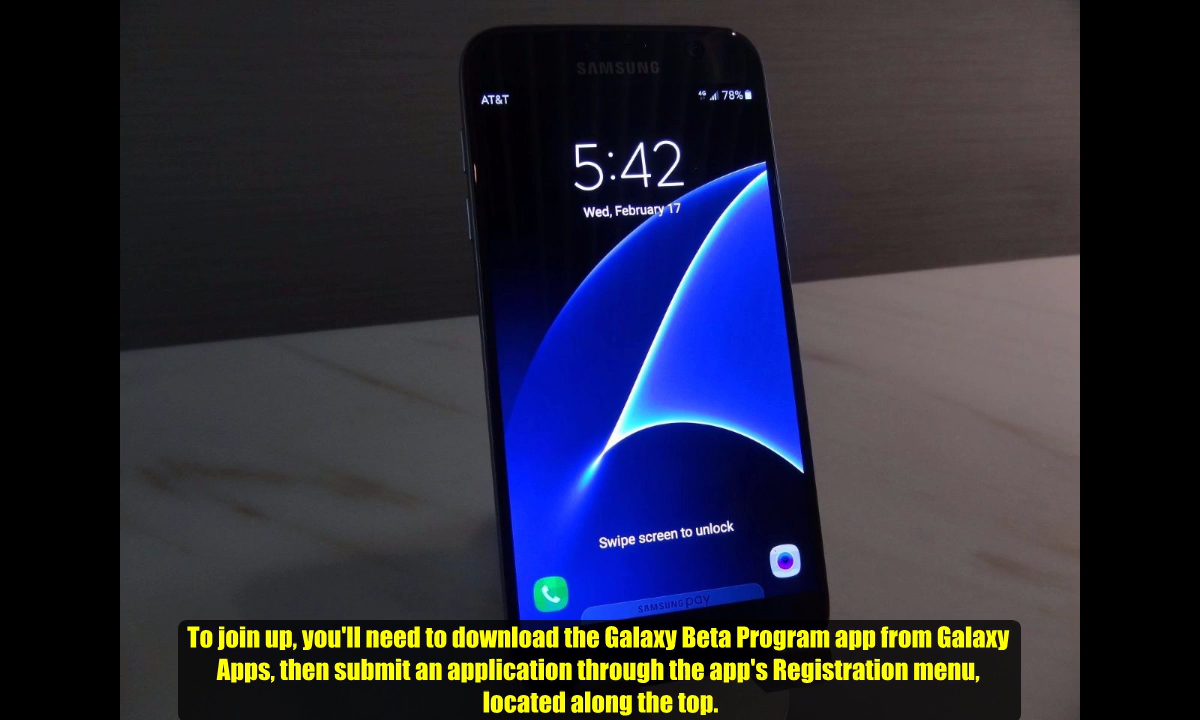 SAMSUNG
AT&T
4G 78%
5:42
Wed, February 17
Swipe screen to unlock
SAMSUNG pay
To join up, you'll need to download the Galaxy Beta Program app from Galaxy
Apps, then submit an application through the app's Registration menu,
located along the top.